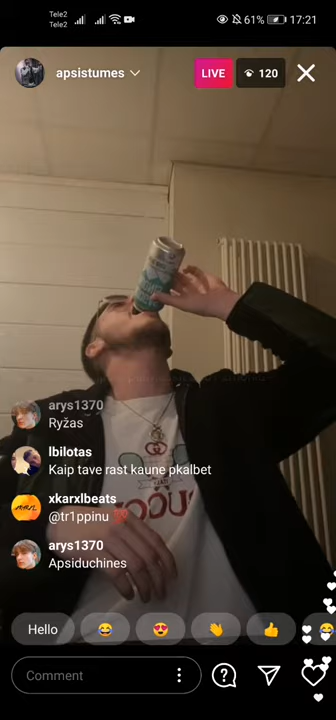 Tele2
Tele2
61%
17:21
apsistumes
LIVE
120
arys1370
Ryžas
lbilotas
Kaip tave rast kaune pkalbet
xkarxlbeats
@tr1ppinu 💯
arys1370
Apsiduchines
Hello
Comment